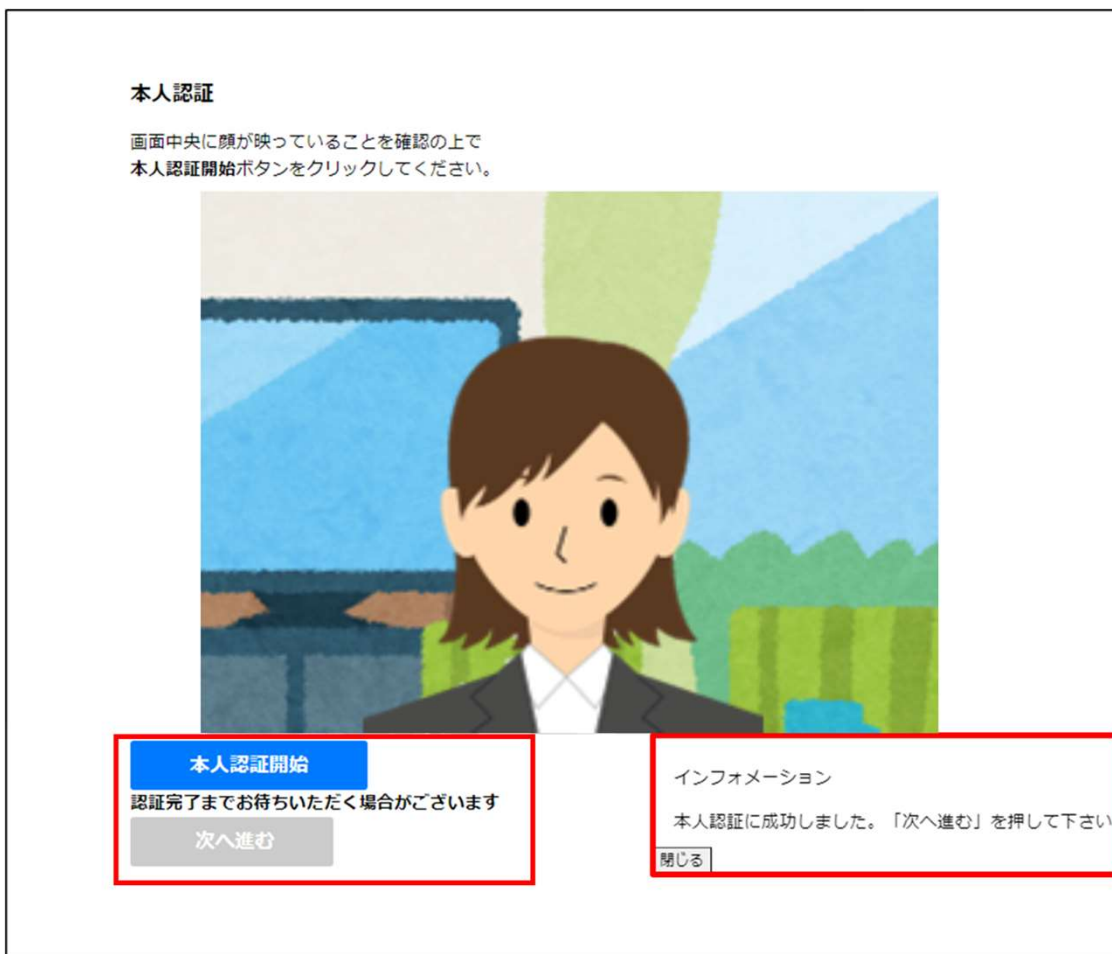 本人認証
画面中央に顔が映っていることを確認の上で
本人認証開始ボタンをクリックしてください。
本人認証開始
認証完了までお待ちいただく場合がございます
次へ進む
インフォメーション
本人認証に成功しました。「次へ進む」を押して下さい
閉じる